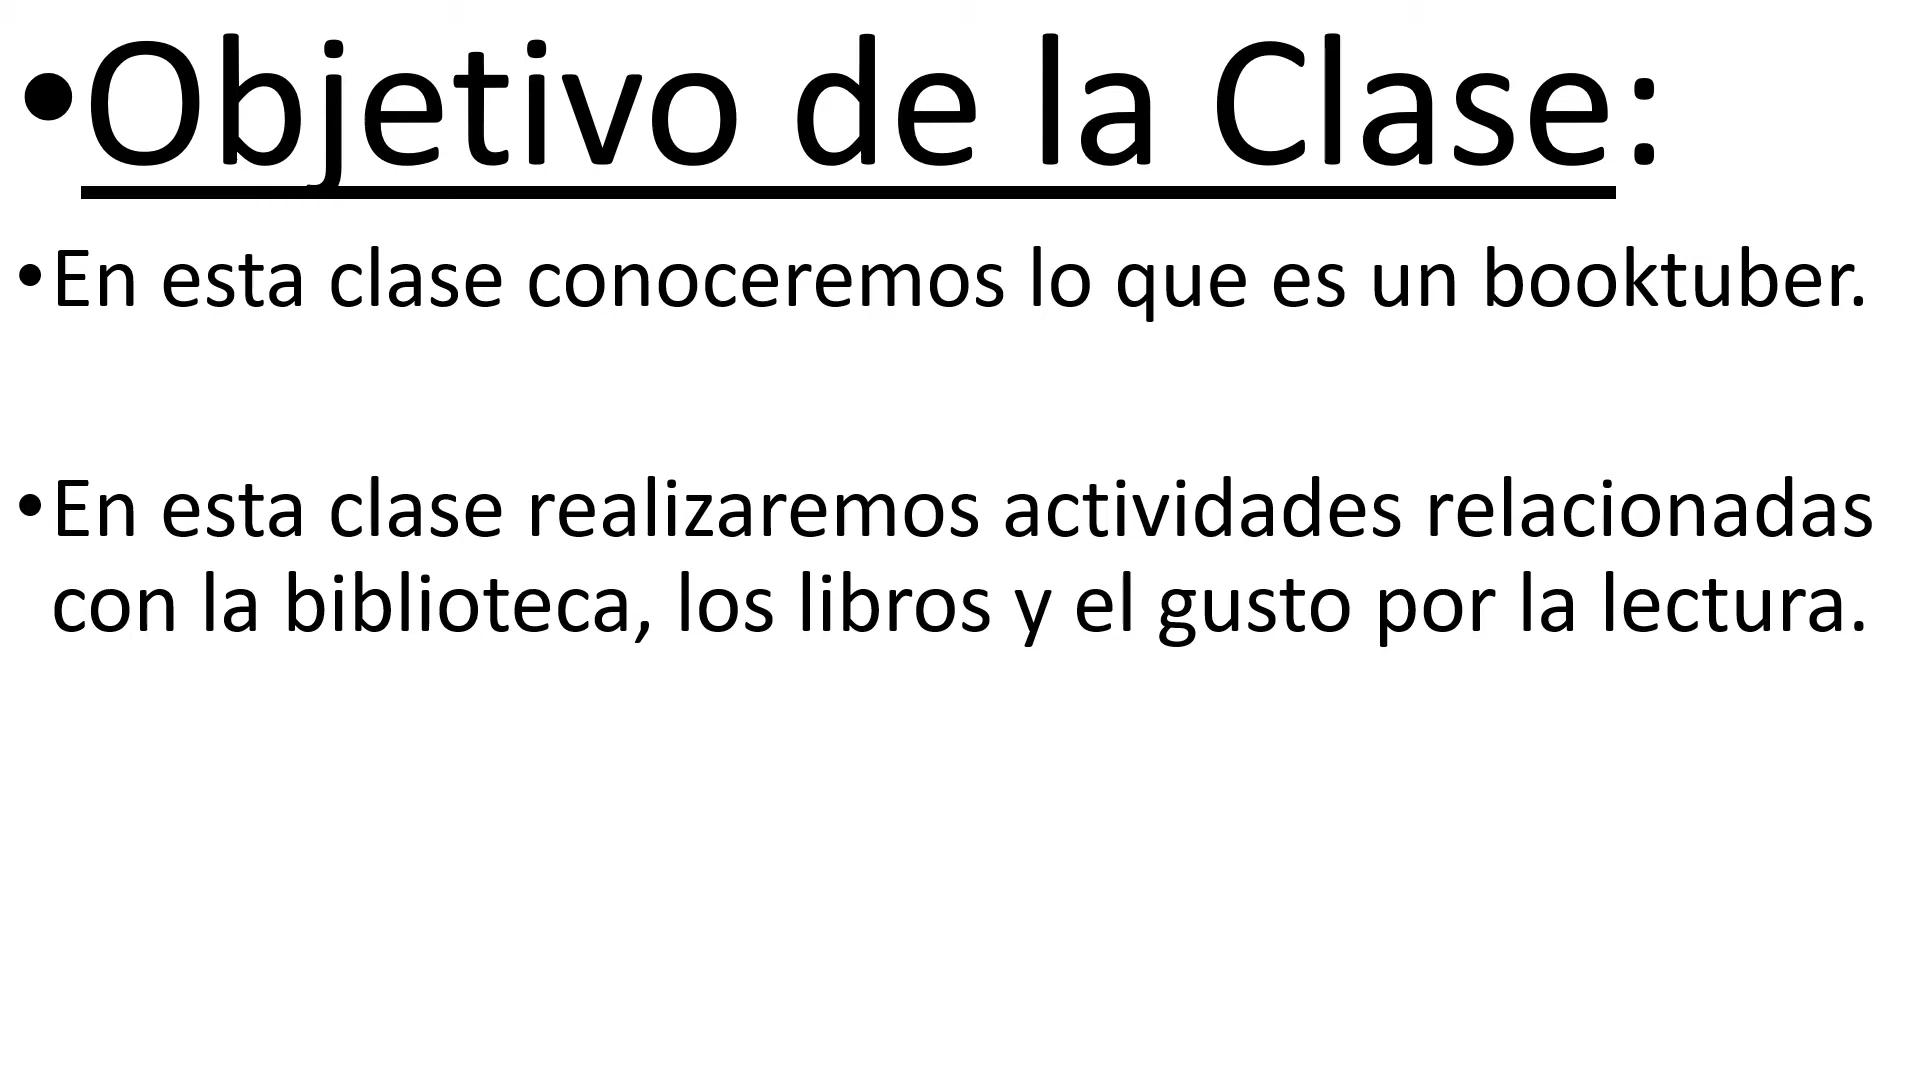 •Objetivo de la Clase:
•En esta clase conoceremos lo que es un booktuber.
•En esta clase realizaremos actividades relacionadas
con la biblioteca, los libros y el gusto por la lectura.